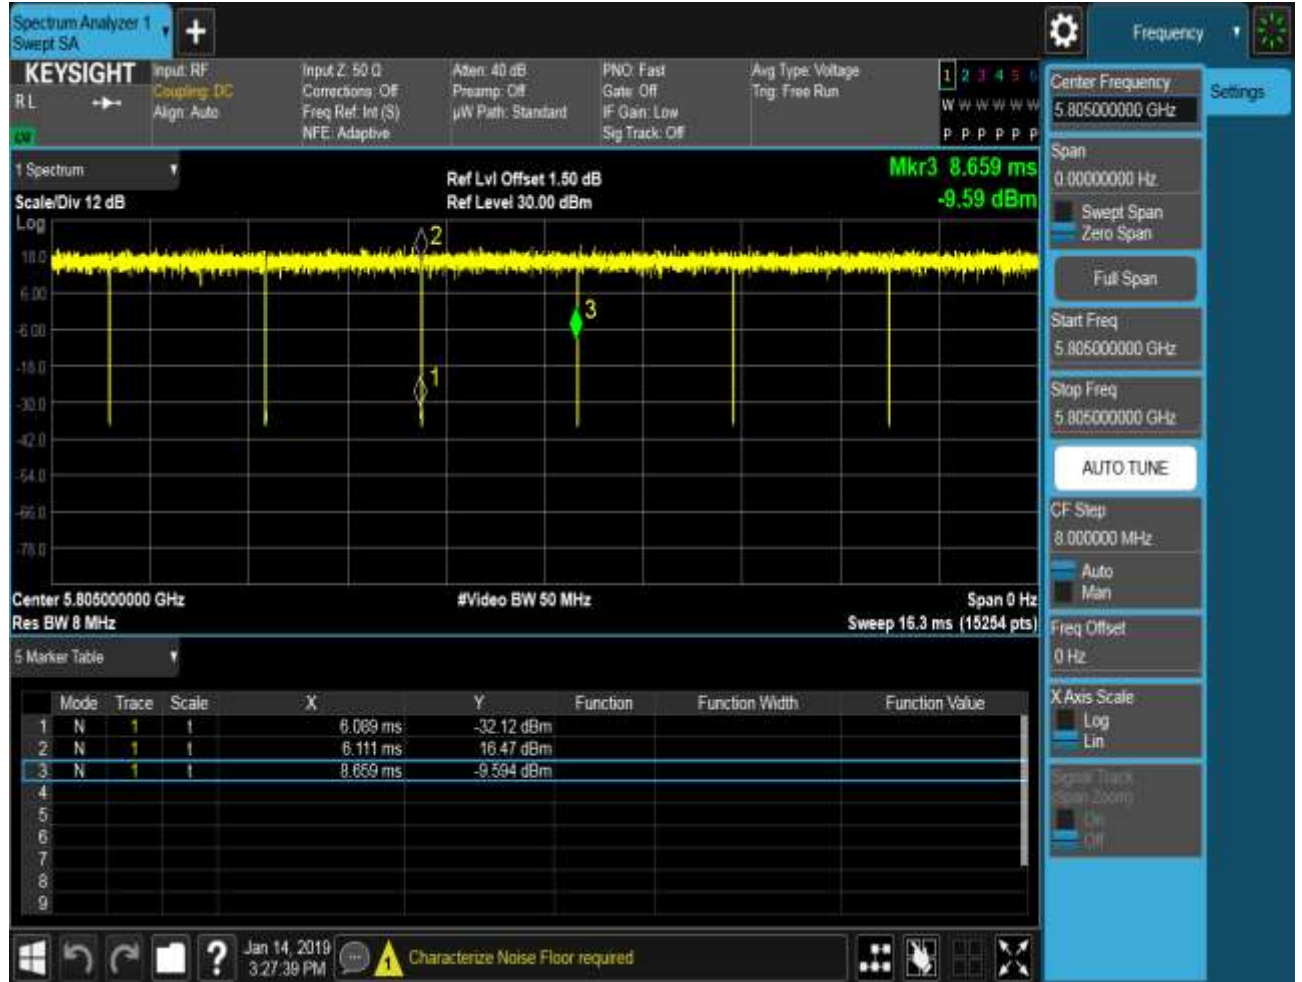 Spectrum Analyzer 1
Swept SA
+
Frequency
KEYSIGHT
RL
Input: RF
Coupling: DC
Align: Auto
Input Z: 50 Ω
Corrections: Off
Freq Ref: Int (S)
NFE: Adaptive
Atten: 40 dB
Preamp: Off
µW Path: Standard
PNO: Fast
Gate: Off
IF Gain: Low
Sig Track: Off
Avg Type: Voltage
Trig: Free Run
1 2 3 4 5 6
W W W W W W
P P P P P P
1 Spectrum
Scale/Div 12 dB
Ref Lvl Offset 1.50 dB
Ref Level 30.00 dBm
Mkr3 8.659 ms
-9.59 dBm
Log
18.0
6.00
-6.00
-18.0
-30.0
-42.0
-54.0
-66.0
-78.0
2
3
1
Center 5.805000000 GHz
#Video BW 50 MHz
Span 0 Hz
Res BW 8 MHz
Sweep 16.3 ms (15254 pts)
5 Marker Table
Mode Trace Scale X Y Function Function Width Function Value
1 N 1 t 6.089 ms -32.12 dBm
2 N 1 t 6.111 ms 16.47 dBm
3 N 1 t 8.659 ms -9.594 dBm
4
5
6
7
8
9
Center Frequency
5.805000000 GHz
Settings
Span
0.00000000 Hz
Swept Span
Zero Span
Full Span
Start Freq
5.805000000 GHz
Stop Freq
5.805000000 GHz
AUTO TUNE
CF Step
8.000000 MHz
Auto
Man
Freq Offset
0 Hz
X Axis Scale
Log
Lin
Signal Track
(Span Zoom)
On
Off
?
Jan 14, 2019
3:27:39 PM
1
Characterize Noise Floor required